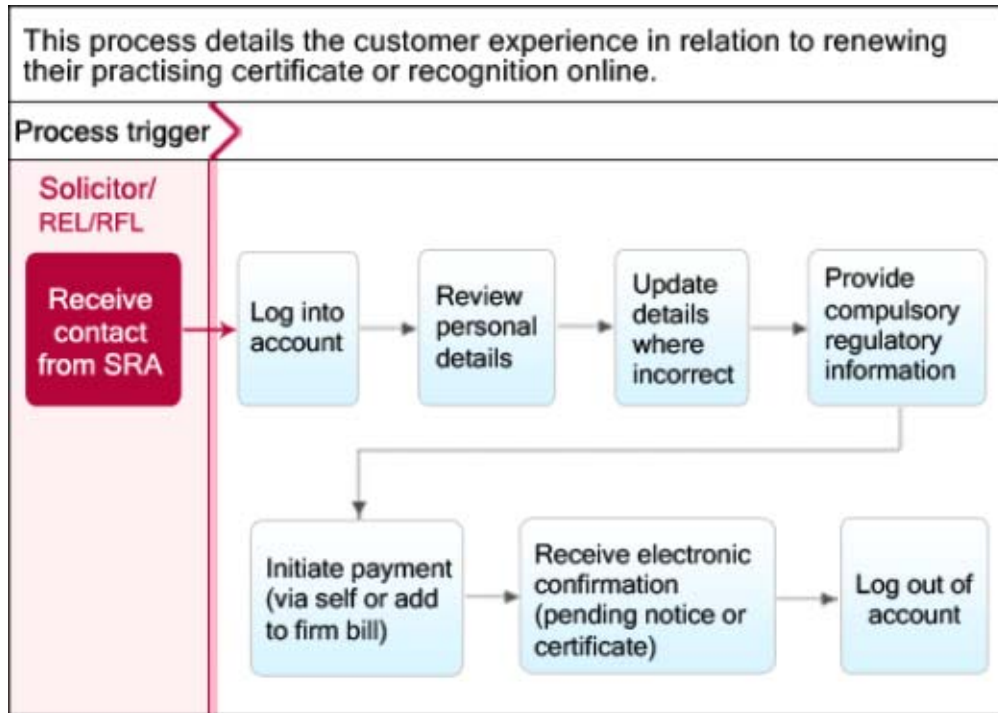 This process details the customer experience in relation to renewing
their practising certificate or recognition online.
Process trigger
Solicitor/
REL/RFL
Receive
contact
from SRA
Log into
account
Review
personal
details
Update
details
where
incorrect
Provide
compulsory
regulatory
information
Initiate payment
(via self or add
to firm bill)
Receive electronic
confirmation
(pending notice or
certificate)
Log out of
account